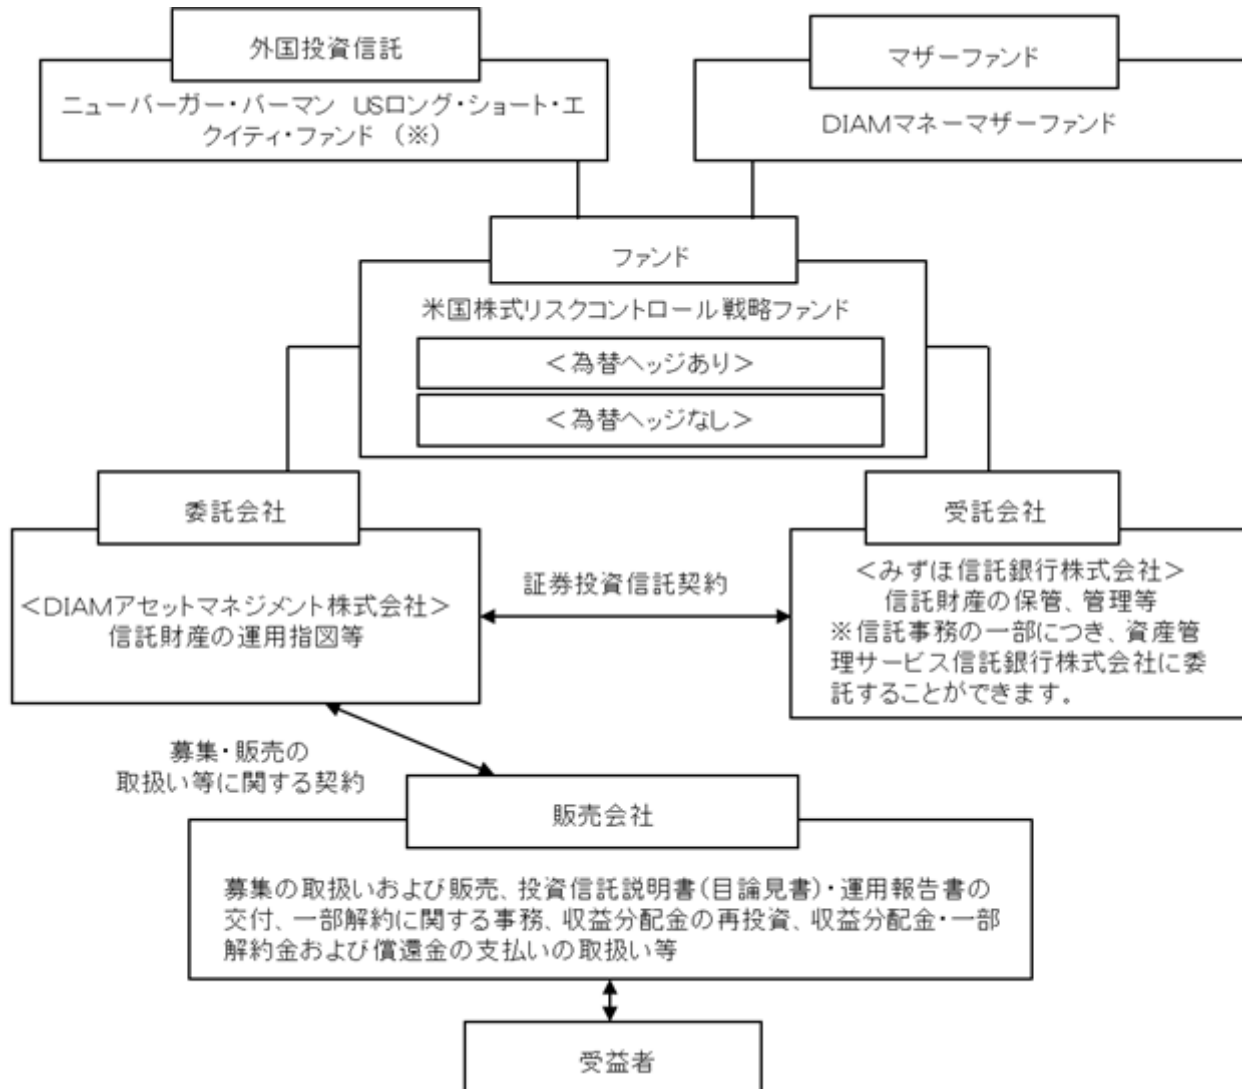 外国投資信託
ニューバーガー・バーマン USロング・ショート・エ
クイティ・ファンド (※)
マザーファンド
DIAMマネーマザーファンド
ファンド
米国株式リスクコントロール戦略ファンド
＜為替ヘッジあり＞
＜為替ヘッジなし＞
委託会社
＜DIAMアセットマネジメント株式会社＞
信託財産の運用指図等
証券投資信託契約
受託会社
＜みずほ信託銀行株式会社＞
信託財産の保管、管理等
※信託事務の一部につき、資産管
理サービス信託銀行株式会社に委
託することができます。
募集・販売の
取扱い等に関する契約
販売会社
募集の取扱いおよび販売、投資信託説明書(目論見書)・運用報告書の
交付、一部解約に関する事務、収益分配金の再投資、収益分配金・一部
解約金および償還金の支払いの取扱い等
受益者